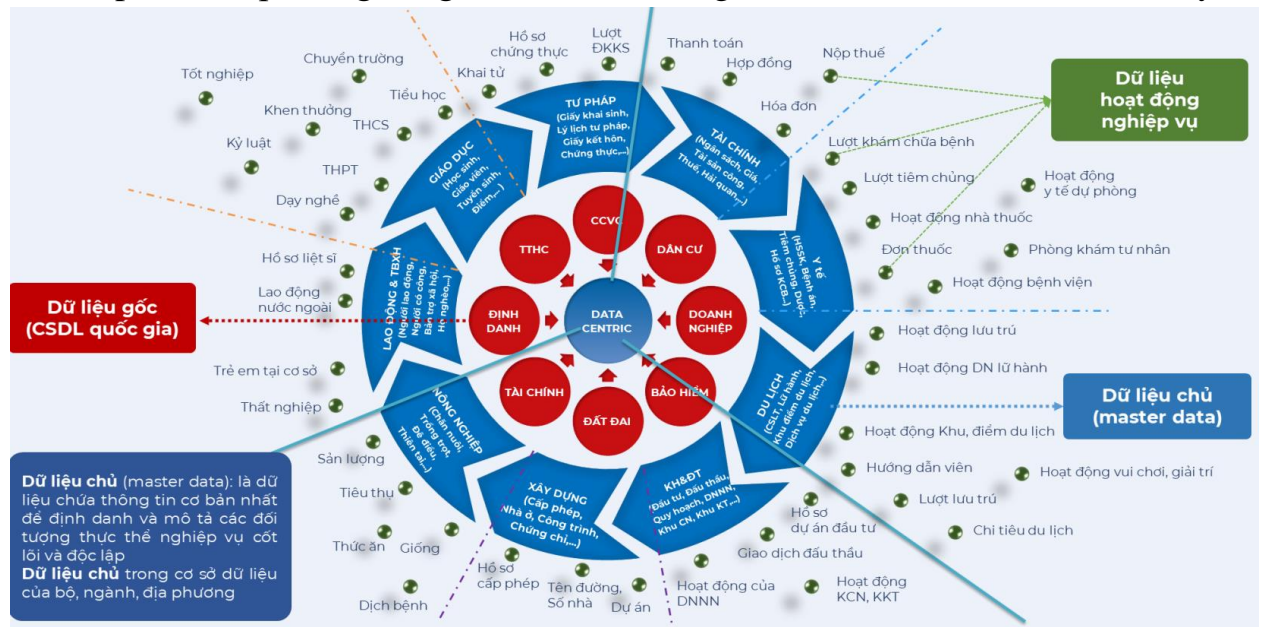 Tốt nghiệp
Chuyển trường
Hồ sơ
chứng thực
Lượt
ĐKKS
Thanh toán
Hợp đồng
Nộp thuế
Khen thưởng
Tiểu học
Khai tử
Hóa đơn
Kỷ luật
THCS
THPT
Dạy nghề
Hồ sơ liệt sĩ
Lao động
nước ngoài
Trẻ em tại cơ sở
Thất nghiệp
Sản lượng
Tiêu thụ
Thức ăn
Giống
Dịch bệnh
Hồ sơ
cấp phép
Tên đường,
Số nhà
Dự án
Hoạt động của
DNNN
Giao dịch đấu thầu
Hồ sơ
dự án đầu tư
Hoạt động
KCN, KKT
Lượt khám chữa bệnh
Lượt tiêm chủng
Hoạt động
y tế dự phòng
Hoạt động nhà thuốc
Đơn thuốc
Phòng khám tư nhân
Hoạt động bệnh viện
Hoạt động lưu trú
Hoạt động DN lữ hành
Hoạt động Khu, điểm du lịch
Hướng dẫn viên
Hoạt động vui chơi, giải trí
Lượt lưu trú
Chi tiêu du lịch
Dữ liệu
hoạt động
nghiệp vụ
Dữ liệu gốc
(CSDL quốc gia)
Dữ liệu chủ
(master data)
TƯ PHÁP
(Giấy khai sinh,
Lý lịch tư pháp,
Giấy kết hôn,
Chứng thực,...)
TÀI CHÍNH
(Ngân sách, Giá,
Tài sản công,
Thuế, Hải quan,...)
Y tế
(HSSK, Bệnh án,
Tiêm chủng, Dược,
Hồ sơ KCB...)
DU LỊCH
(CSLT, Lữ hành,
Khu điểm du lịch,
Dịch vụ du lịch,...)
KH&ĐT
(Đầu tư, Đấu thầu,
Quy hoạch, DNNN,
Khu CN, Khu KT,...)
XÂY DỰNG
(Cấp phép,
Nhà ở, Công trình,
Chứng chỉ,...)
NÔNG NGHIỆP
(Chăn nuôi,
Trồng trọt,
Đê điều,
Thiên tai,...)
LAO ĐỘNG & TBXH
(Người lao động,
Người có công,
Bản trợ xã hội,
Hộ nghèo,...)
GIÁO DỤC
(Học sinh,
Giáo viên,
Tuyển sinh,
Điểm,...)
CCVC
DÂN CƯ
DOANH
NGHIỆP
BẢO HIỂM
ĐẤT ĐAI
TÀI CHÍNH
ĐỊNH
DANH
TTHC
DATA
CENTRIC
Dữ liệu chủ (master data): là dữ
liệu chứa thông tin cơ bản nhất
để định danh và mô tả các đối
tượng thực thể nghiệp vụ cốt
lõi và độc lập
Dữ liệu chủ trong cơ sở dữ liệu
của bộ, ngành, địa phương